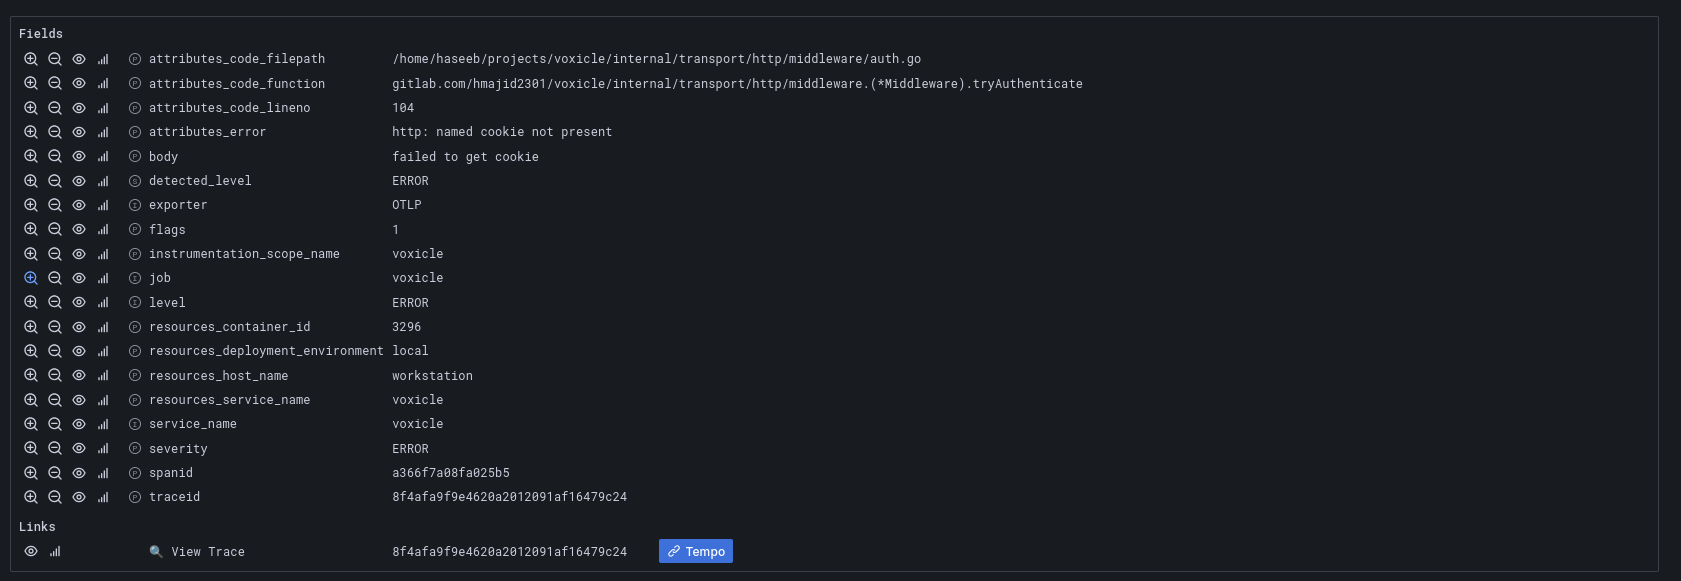 Fields
attributes_code_filepath /home/haseeb/projects/voxicle/internal/transport/http/middleware/auth.go
attributes_code_function gitlab.com/hmajid2301/voxicle/internal/transport/http/middleware.(*Middleware).tryAuthenticate
attributes_code_lineno 104
attributes_error http: named cookie not present
body failed to get cookie
detected_level ERROR
exporter OTLP
flags 1
instrumentation_scope_name voxicle
job voxicle
level ERROR
resources_container_id 3296
resources_deployment_environment local
resources_host_name workstation
resources_service_name voxicle
service_name voxicle
severity ERROR
spanid a366f7a08fa025b5
traceid 8f4afa9f9e4620a2012091af16479c24
Links
🔍 View Trace 8f4afa9f9e4620a2012091af16479c24 Tempo